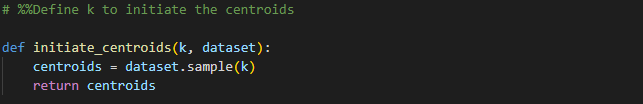 # %%Define k to initiate the centroids
def initiate_centroids(k, dataset):
    centroids = dataset.sample(k)
    return centroids